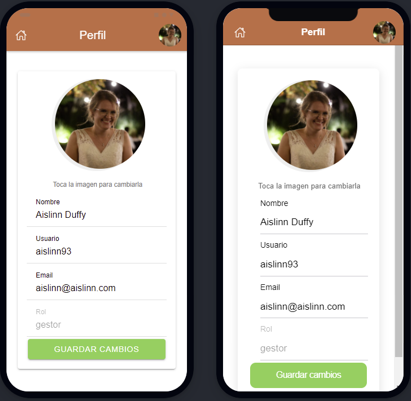 Perfil
Toca la imagen para cambiarla
Nombre
Aislinn Duffy
Usuario
aislinn93
Email
aislinn@aislinn.com
Rol
gestor
GUARDAR CAMBIOS
Perfil
Toca la imagen para cambiarla
Nombre
Aislinn Duffy
Usuario
aislinn93
Email
aislinn@aislinn.com
Rol
gestor
Guardar cambios